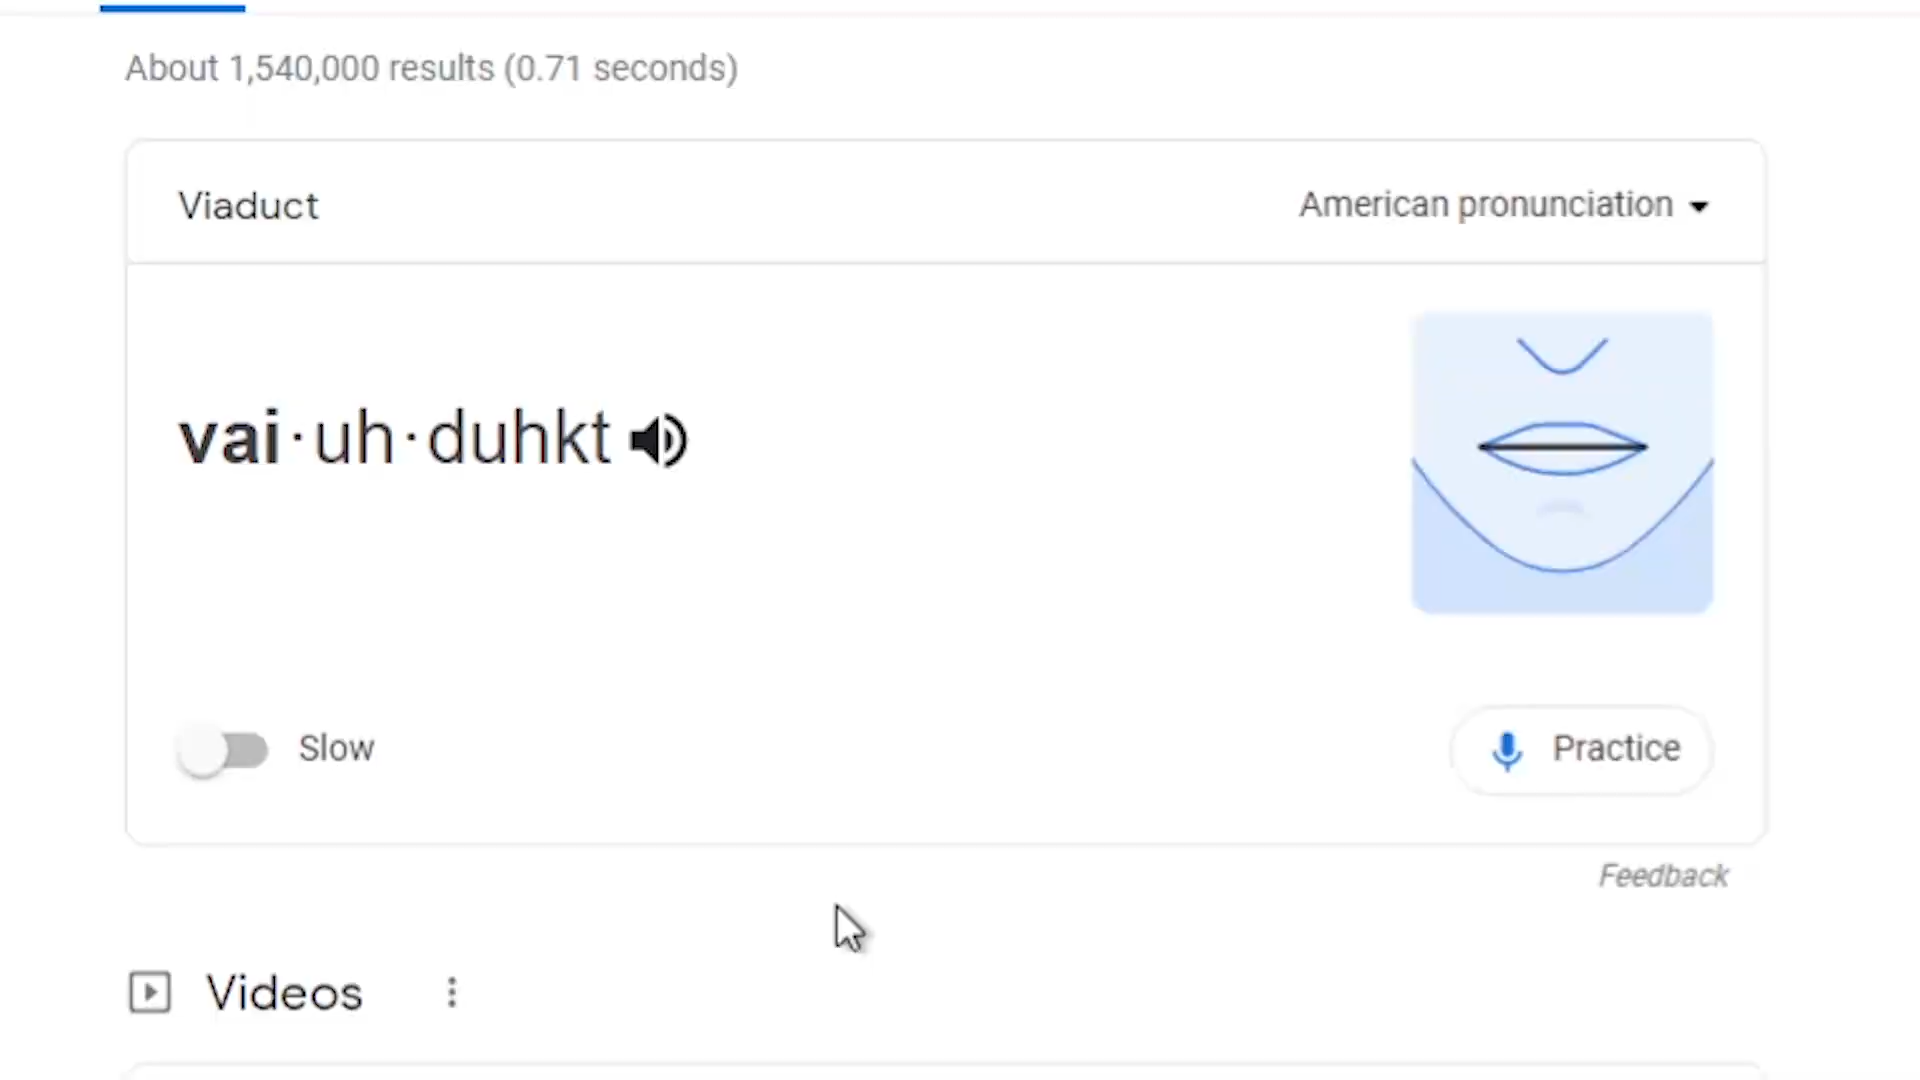 About 1,540,000 results (0.71 seconds)
Viaduct
American pronunciation
vai·uh·duhkt
Slow
Practice
Feedback
Videos